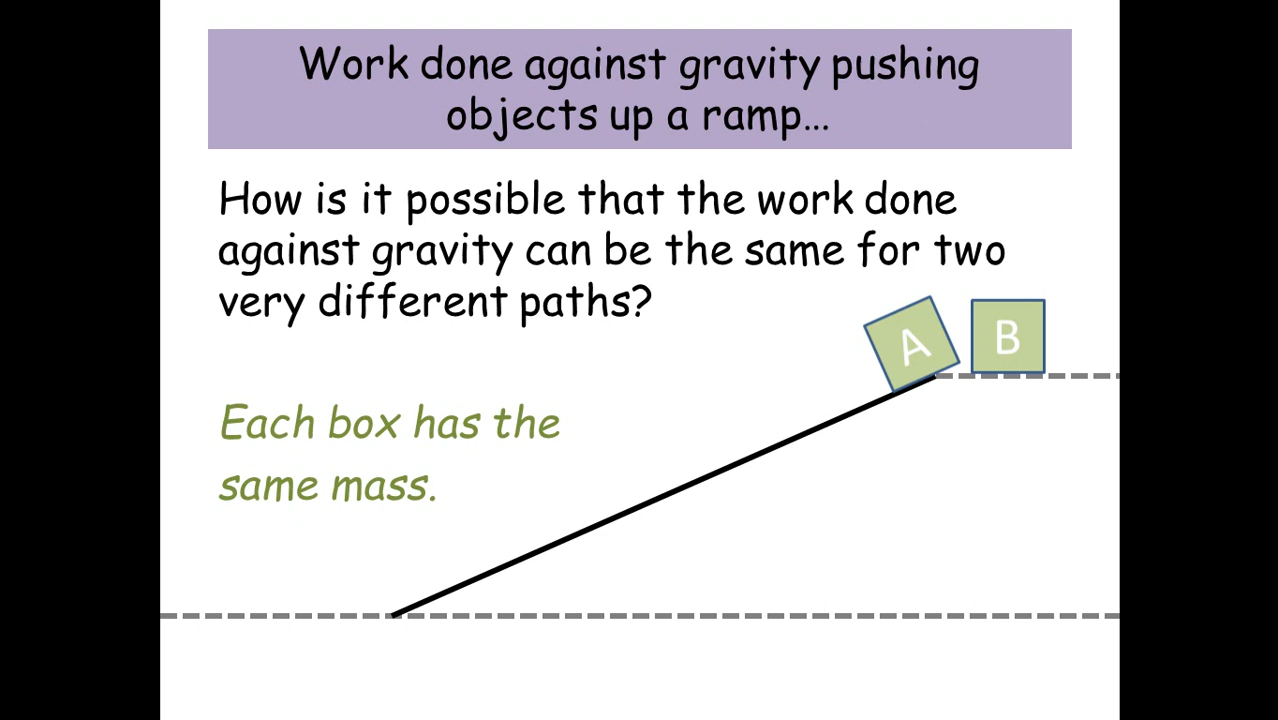 Work done against gravity pushing
objects up a ramp...
How is it possible that the work done
against gravity can be the same for two
very different paths?
A
B
Each box has the
same mass.